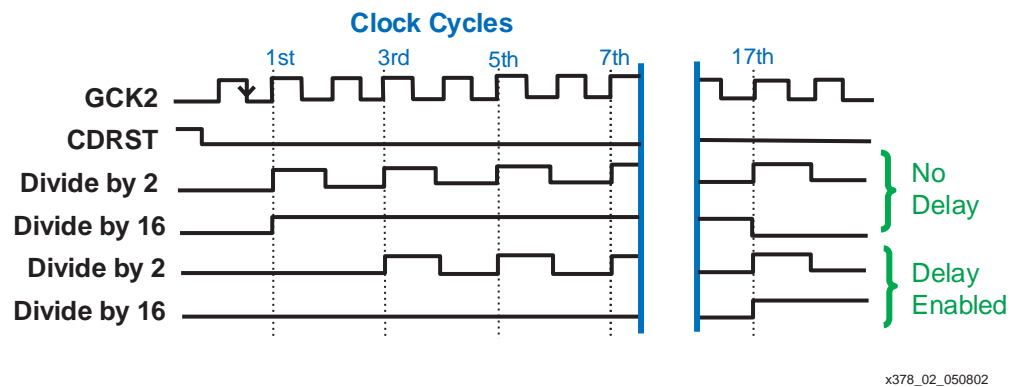 Clock Cycles
1st 3rd 5th 7th 17th
GCK2
CDRST
Divide by 2
Divide by 16
No
Delay
Divide by 2
Divide by 16
Delay
Enabled
x378_02_050802